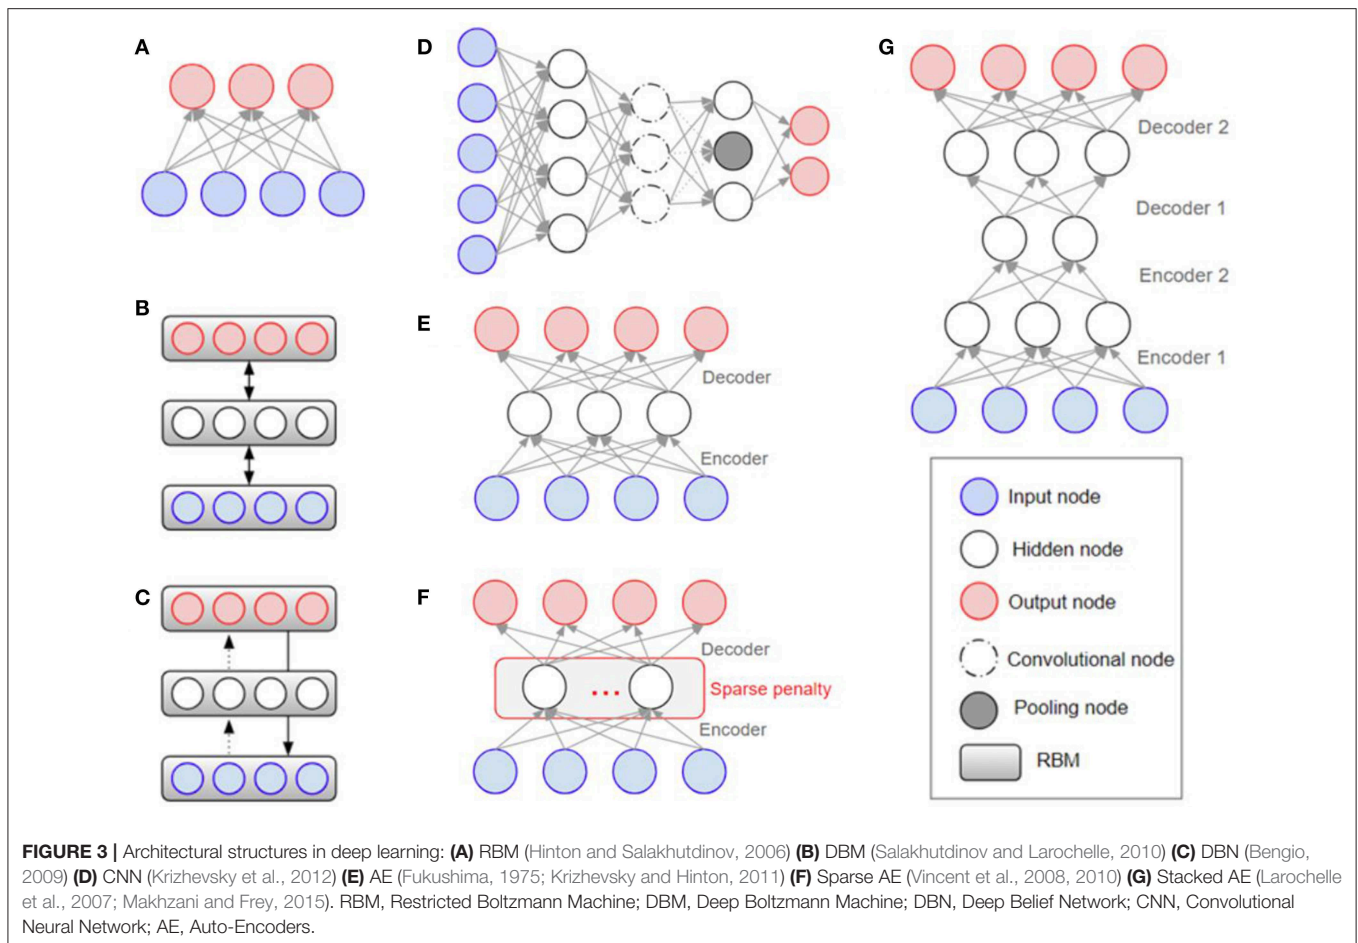 A
D
G
Decoder 2
Decoder 1
Encoder 2
Encoder 1
B
E
Decoder
Encoder
C
F
Decoder
...
Sparse penalty
Encoder
Input node
Hidden node
Output node
Convolutional node
Pooling node
RBM
FIGURE 3 | Architectural structures in deep learning: (A) RBM (Hinton and Salakhutdinov, 2006) (B) DBM (Salakhutdinov and Larochelle, 2010) (C) DBN (Bengio,
2009) (D) CNN (Krizhevsky et al., 2012) (E) AE (Fukushima, 1975; Krizhevsky and Hinton, 2011) (F) Sparse AE (Vincent et al., 2008, 2010) (G) Stacked AE (Larochelle
et al., 2007; Makhzani and Frey, 2015). RBM, Restricted Boltzmann Machine; DBM, Deep Boltzmann Machine; DBN, Deep Belief Network; CNN, Convolutional
Neural Network; AE, Auto-Encoders.